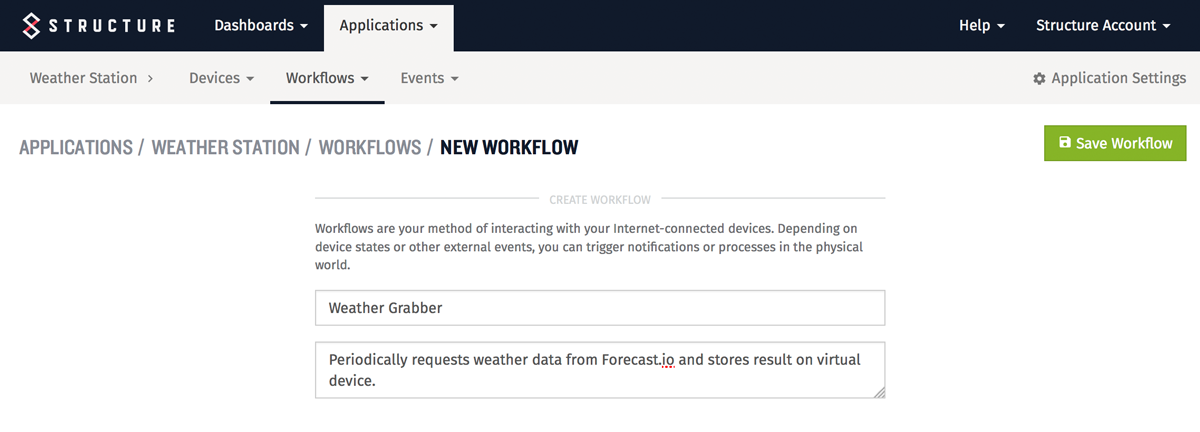 STRUCTURE Dashboards Applications Help Structure Account
Weather Station > Devices Workflows Events Application Settings
APPLICATIONS / WEATHER STATION / WORKFLOWS / NEW WORKFLOW Save Workflow
CREATE WORKFLOW
Workflows are your method of interacting with your Internet-connected devices. Depending on
device states or other external events, you can trigger notifications or processes in the physical
world.
Weather Grabber
Periodically requests weather data from Forecast.io and stores result on virtual
device.